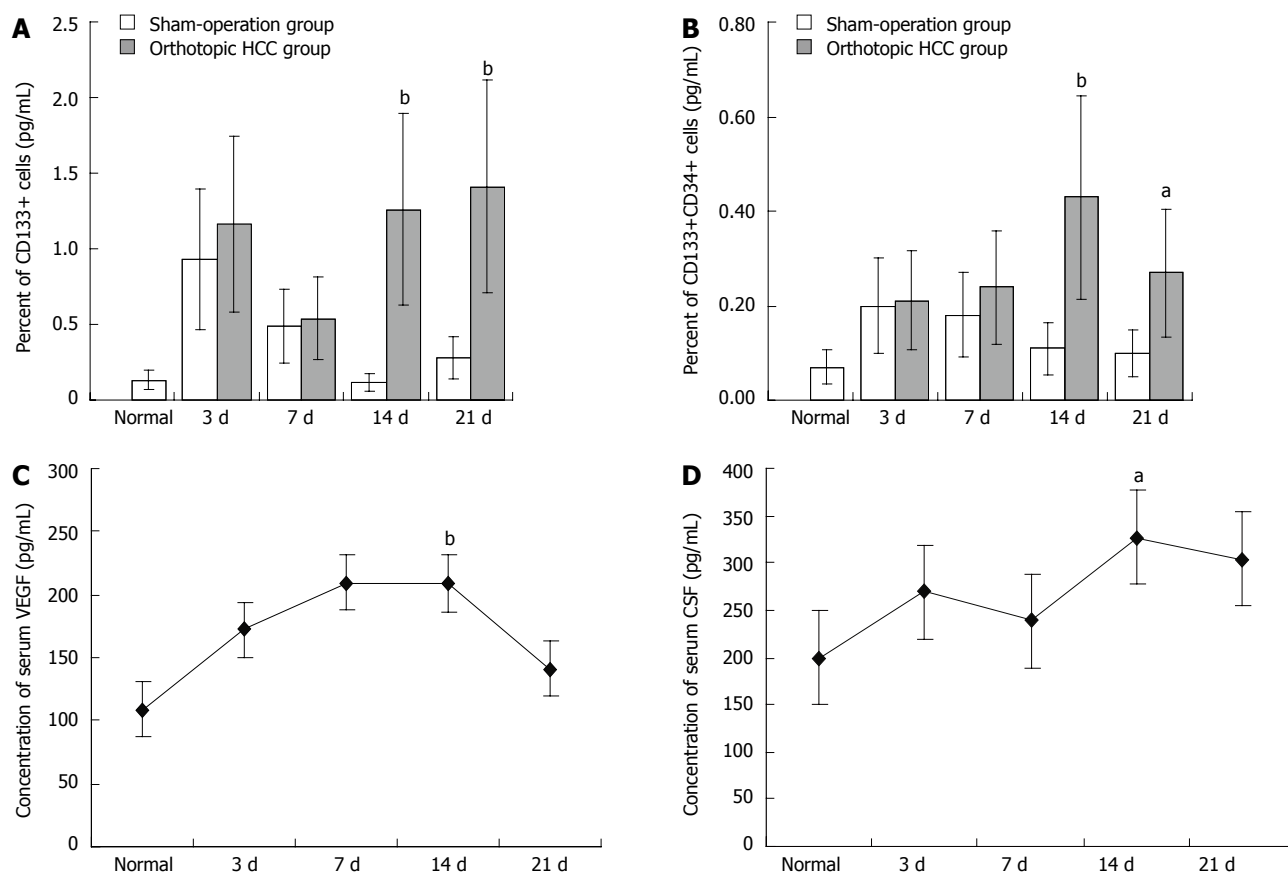 A
Sham-operation group
Orthotopic HCC group
Percent of CD133+ cells (pg/mL)
2.5
2.0
1.5
1.0
0.5
0
b
b
Normal 3 d 7 d 14 d 21 d
B
Sham-operation group
Orthotopic HCC group
Percent of CD133+CD34+ cells (pg/mL)
0.80
0.60
0.40
0.20
0.00
b
a
Normal 3 d 7 d 14 d 21 d
C
Concentration of serum VEGF (pg/mL)
300
250
200
150
100
50
0
b
Normal 3 d 7 d 14 d 21 d
D
Concentration of serum CSF (pg/mL)
400
350
300
250
200
150
100
50
0
a
Normal 3 d 7 d 14 d 21 d